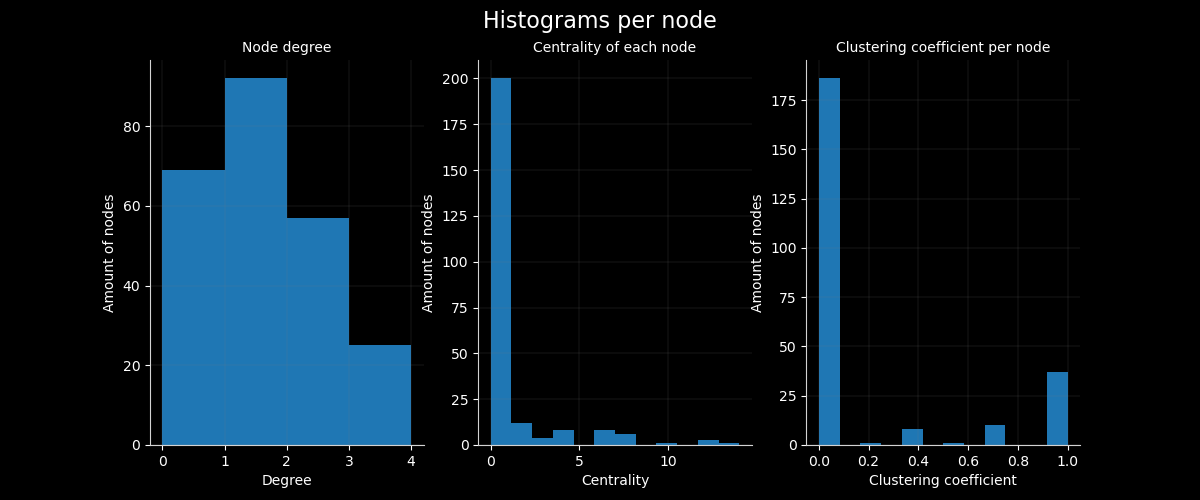 Histograms per node
Node degree
Amount of nodes
80
60
40
20
0
0 1 2 3 4
Degree
Centrality of each node
Amount of nodes
200
175
150
125
100
75
50
25
0
0 5 10
Centrality
Clustering coefficient per node
Amount of nodes
175
150
125
100
75
50
25
0
0.0 0.2 0.4 0.6 0.8 1.0
Clustering coefficient